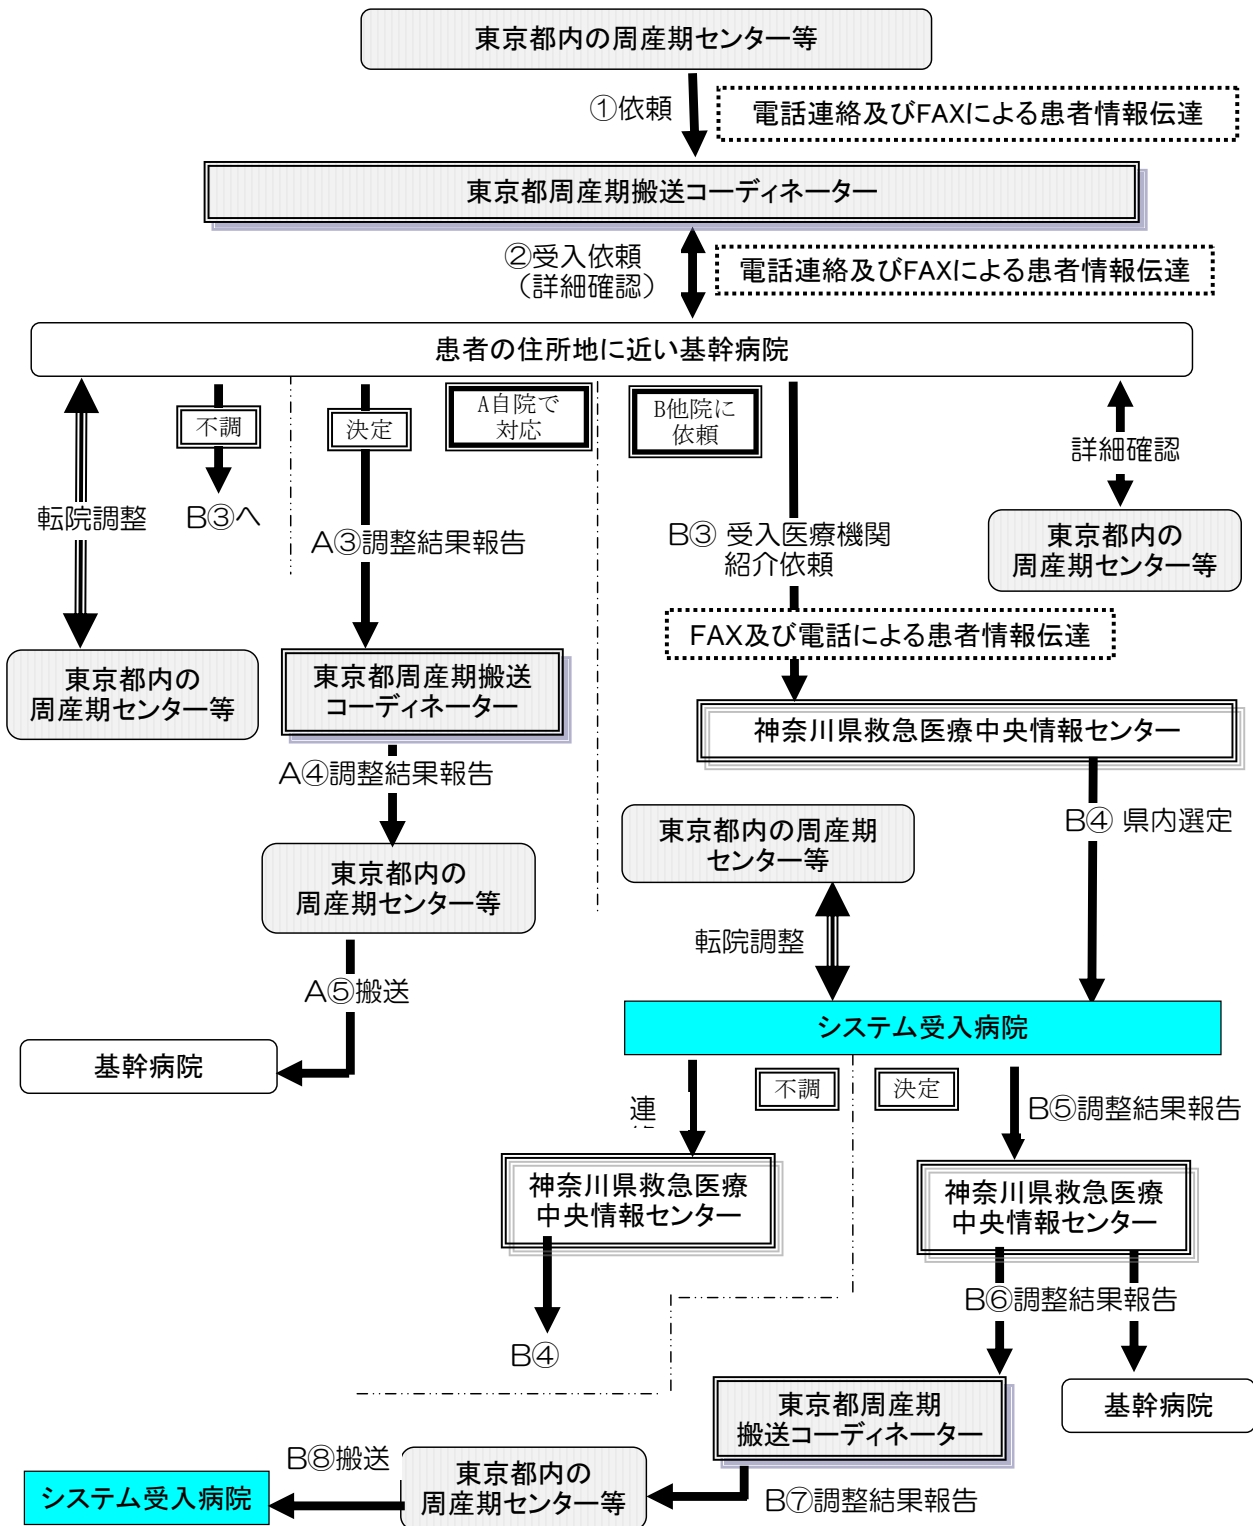 東京都内の周産期センター等
①依頼
電話連絡及びFAXによる患者情報伝達
東京都周産期搬送コーディネーター
②受入依頼
（詳細確認）
電話連絡及びFAXによる患者情報伝達
患者の住所地に近い基幹病院
不調
決定
A自院で
対応
B他院に
依頼
詳細確認
転院調整
B③へ
A③調整結果報告
B③ 受入医療機関
紹介依頼
東京都内の
周産期センター等
FAX及び電話による患者情報伝達
東京都内の
周産期センター等
東京都周産期搬送
コーディネーター
神奈川県救急医療中央情報センター
A④調整結果報告
東京都内の周産期
センター等
B④ 県内選定
東京都内の
周産期センター等
転院調整
A⑤搬送
システム受入病院
基幹病院
連
不調
決定
B⑤調整結果報告
神奈川県救急医療
中央情報センター
神奈川県救急医療
中央情報センター
B⑥調整結果報告
B④
東京都周産期
搬送コーディネーター
基幹病院
B⑧搬送
東京都内の
周産期センター等
システム受入病院
B⑦調整結果報告